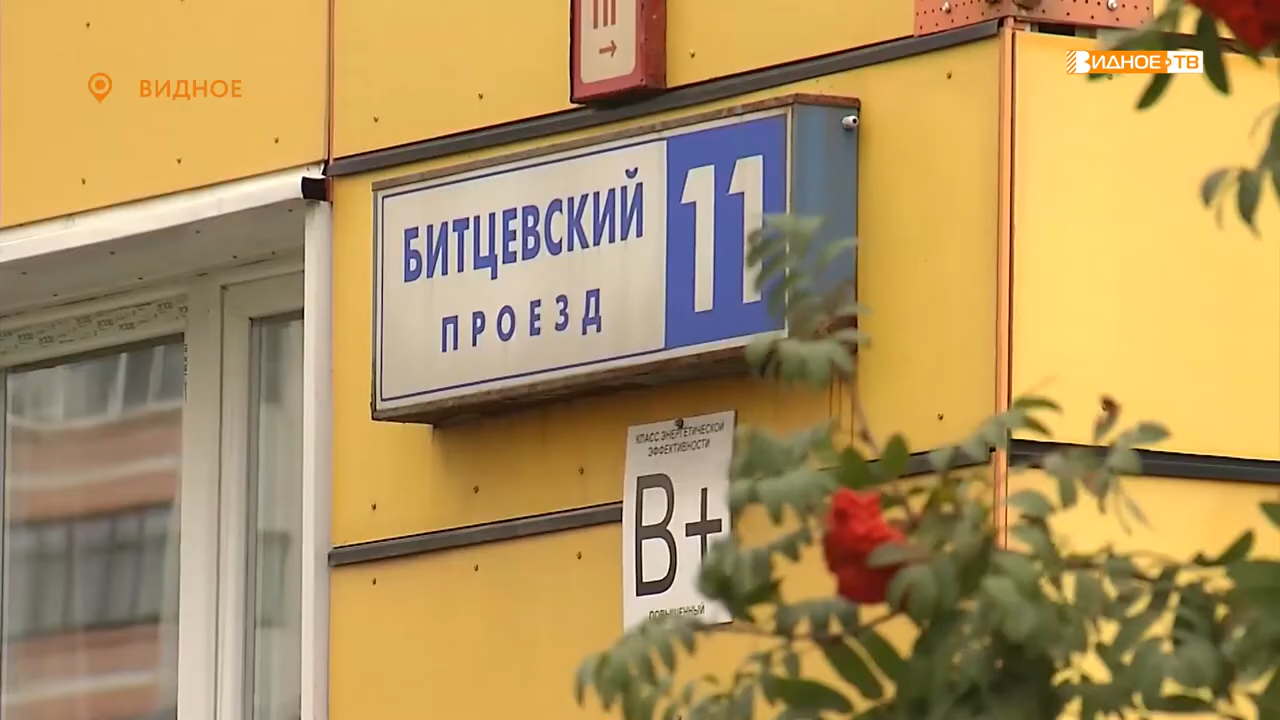 ВИДНОЕ
ВИДНОЕ ТВ
БИТЦЕВСКИЙ
ПРОЕЗД
11
КЛАСС ЭНЕРГЕТИЧЕСКОЙ
ЭФФЕКТИВНОСТИ
B+
ПОВЫШЕННЫЙ